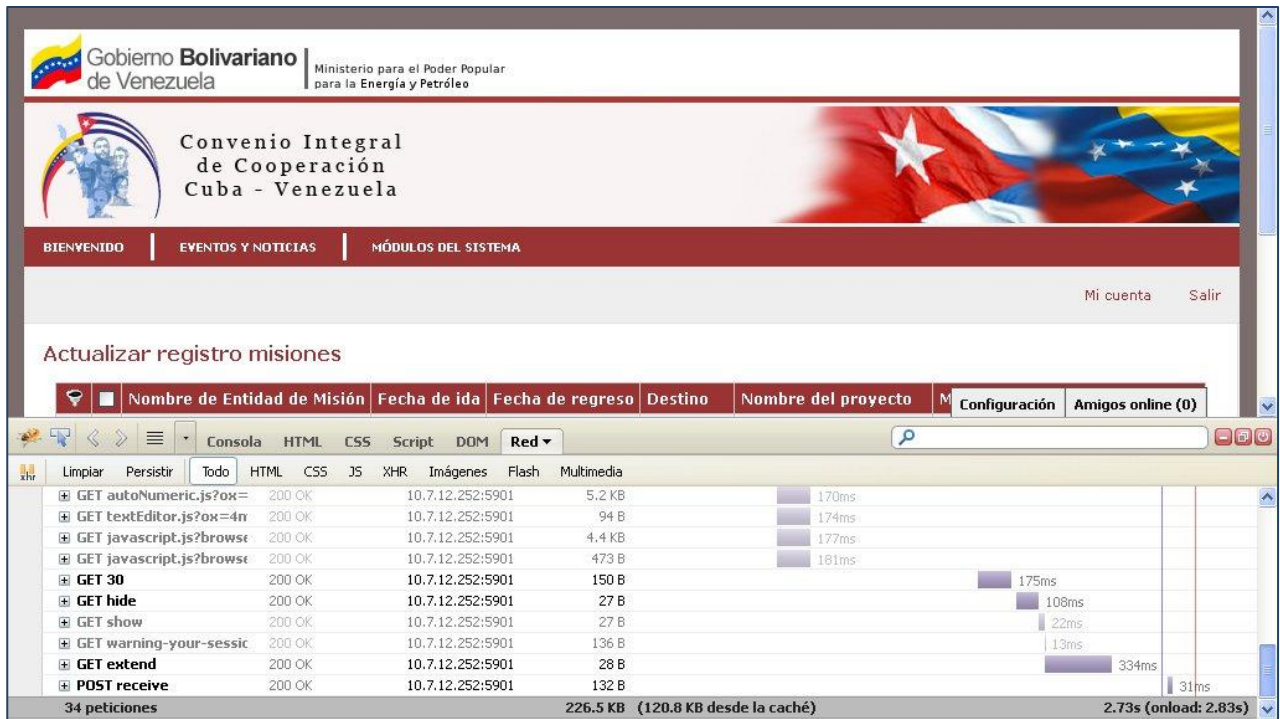 Gobierno Bolivariano
de Venezuela
Ministerio para el Poder Popular
para la Energía y Petróleo
Convenio Integral
de Cooperación
Cuba - Venezuela
BIENVENIDO EVENTOS Y NOTICIAS MÓDULOS DEL SISTEMA
Mi cuenta Salir
Actualizar registro misiones
Nombre de Entidad de Misión Fecha de ida Fecha de regreso Destino Nombre del proyecto M
Configuración Amigos online (0)
Consola HTML CSS Script DOM Red
xhr Limpiar Persistir Todo HTML CSS JS XHR Imágenes Flash Multimedia
GET autoNumeric.js?ox= 200 OK 10.7.12.252:5901 5.2 KB 170ms
GET textEditor.js?ox=4n 200 OK 10.7.12.252:5901 94 B 174ms
GET javascript.js?browse 200 OK 10.7.12.252:5901 4.4 KB 177ms
GET javascript.js?browse 200 OK 10.7.12.252:5901 473 B 181ms
GET 30 200 OK 10.7.12.252:5901 150 B 175ms
GET hide 200 OK 10.7.12.252:5901 27 B 108ms
GET show 200 OK 10.7.12.252:5901 27 B 22ms
GET warning-your-sessic 200 OK 10.7.12.252:5901 136 B 13ms
GET extend 200 OK 10.7.12.252:5901 28 B 334ms
POST receive 200 OK 10.7.12.252:5901 132 B 31ms
34 peticiones 226.5 KB (120.8 KB desde la caché) 2.73s (onload: 2.83s)